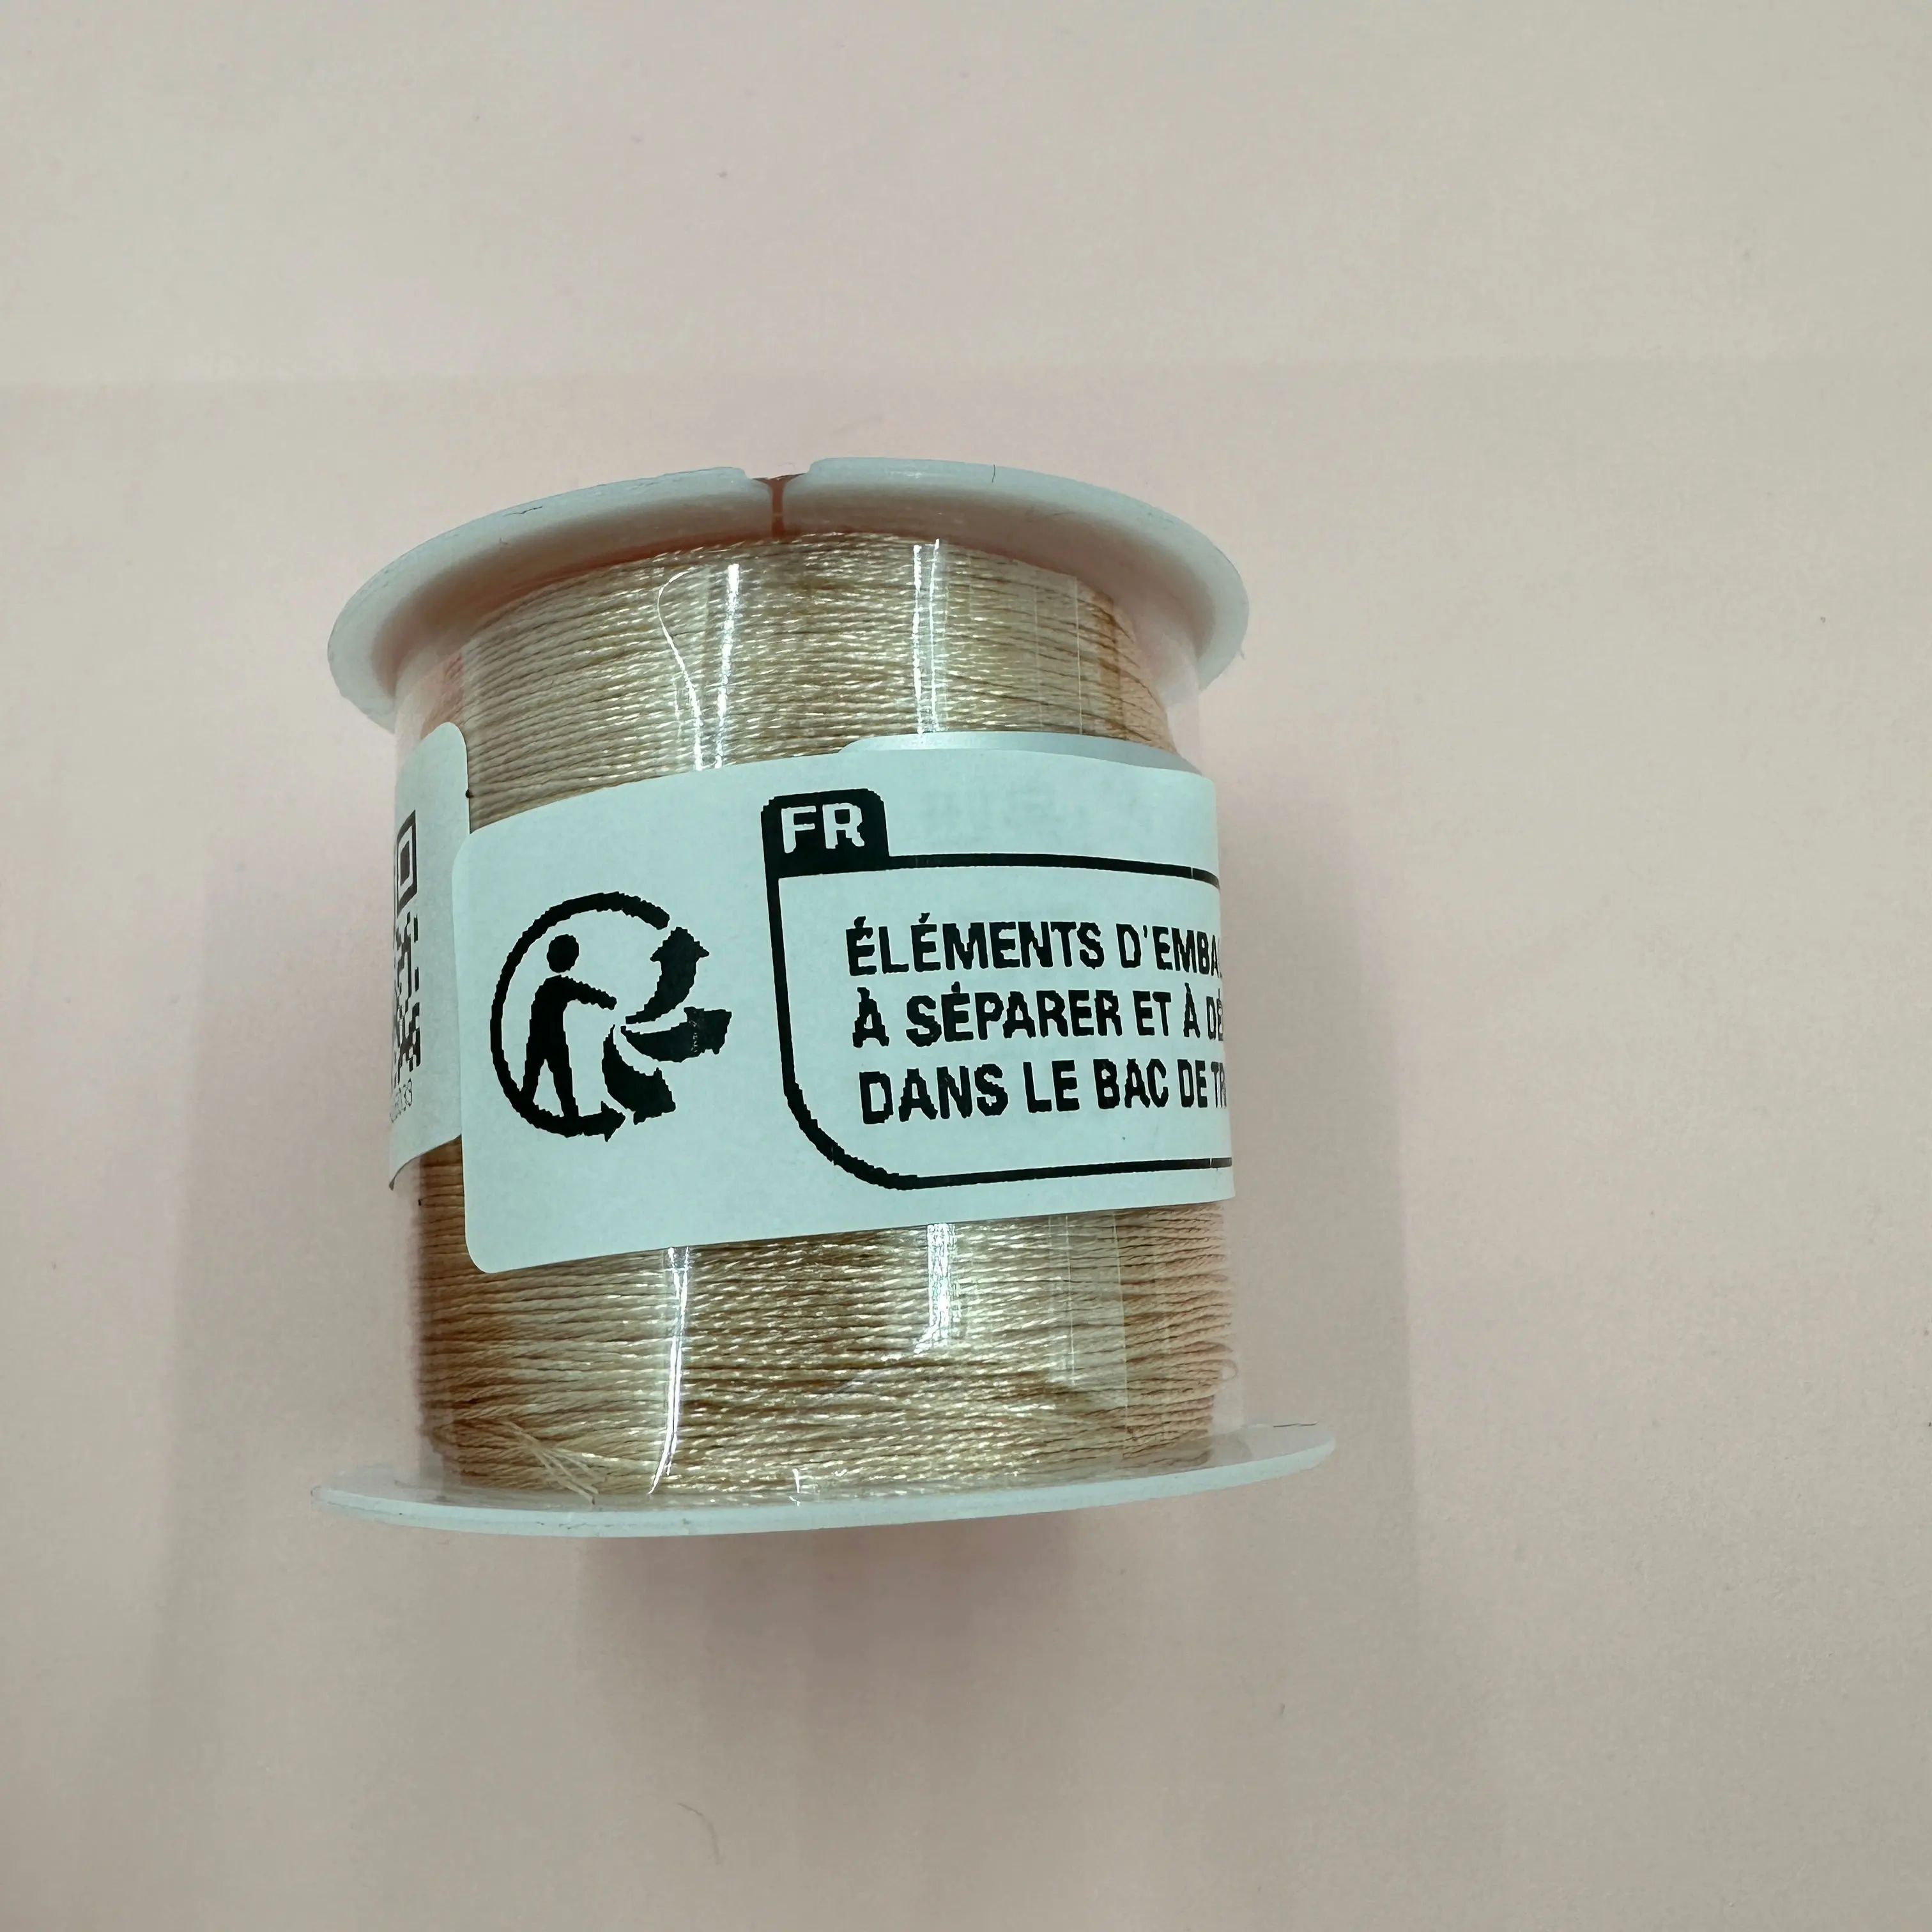 FR
ÉLÉMENTS D'EMBA
À SÉPARER ET À DÉ
DANS LE BAC DE TR